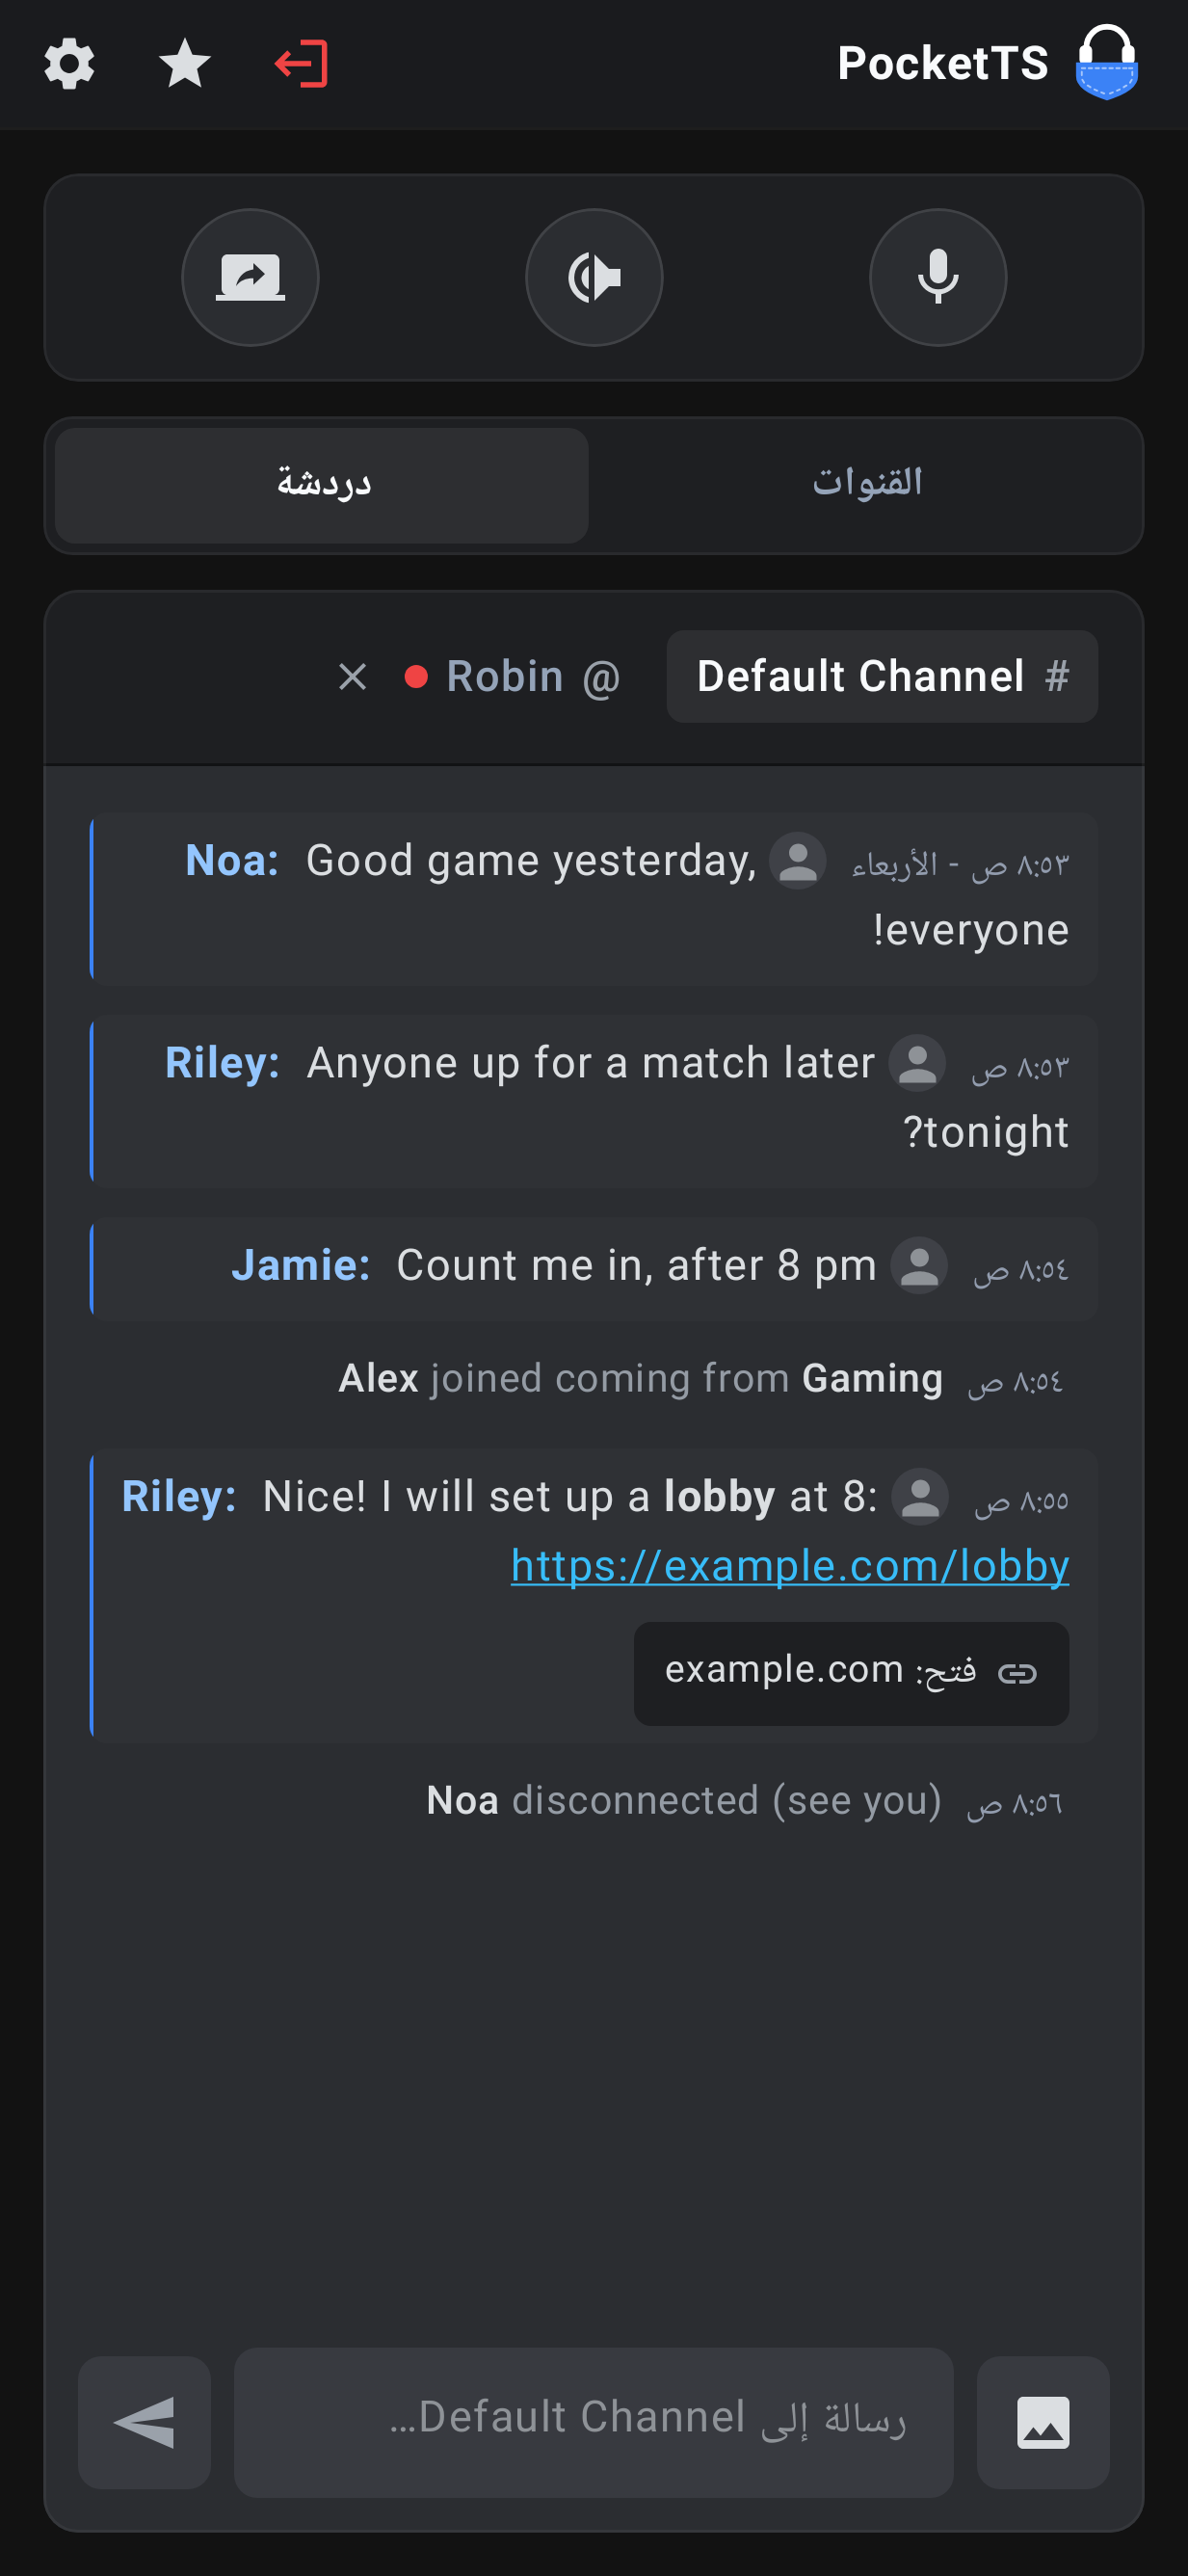 PocketTS
القنوات
دردشة
# Default Channel
@ Robin
٨:٥٣ ص - الأربعاء Noa: Good game yesterday,
everyone!
٨:٥٣ ص Riley: Anyone up for a match later
tonight?
٨:٥٤ ص Jamie: Count me in, after 8 pm
٨:٥٤ ص Alex joined coming from Gaming
٨:٥٥ ص Riley: Nice! I will set up a lobby at 8:
https://example.com/lobby
فتح: example.com
٨:٥٦ ص Noa disconnected (see you)
رسالة إلى Default Channel…